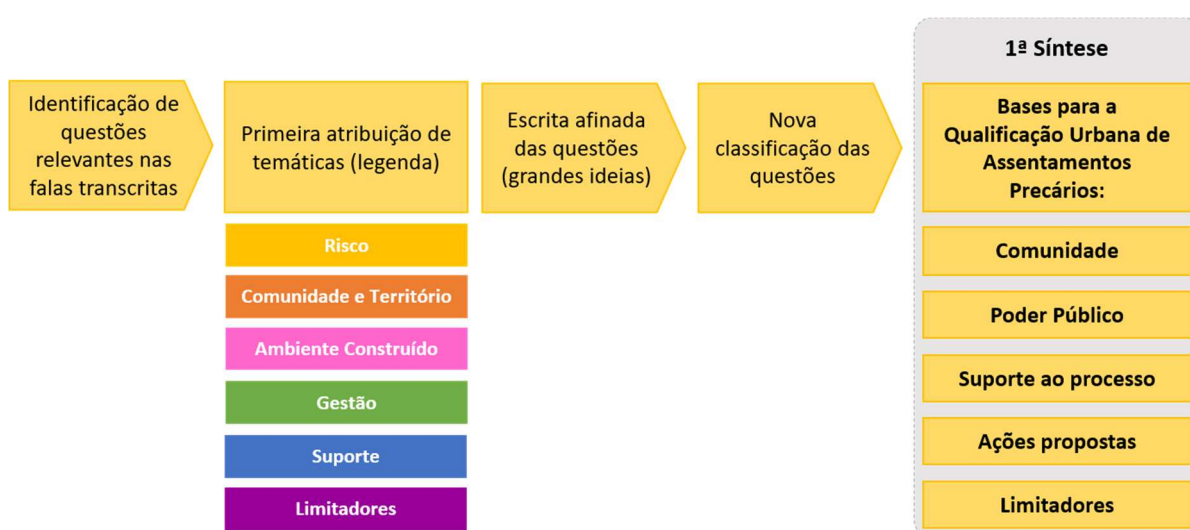 Identificação de
questões
relevantes nas
falas transcritas
Primeira atribuição de
temáticas (legenda)
Risco
Comunidade e Território
Ambiente Construído
Gestão
Suporte
Limitadores
Escrita afinada
das questões
(grandes ideias)
Nova
classificação das
questões
1ª Síntese
Bases para a
Qualificação Urbana de
Assentamentos
Precários:
Comunidade
Poder Público
Suporte ao processo
Ações propostas
Limitadores